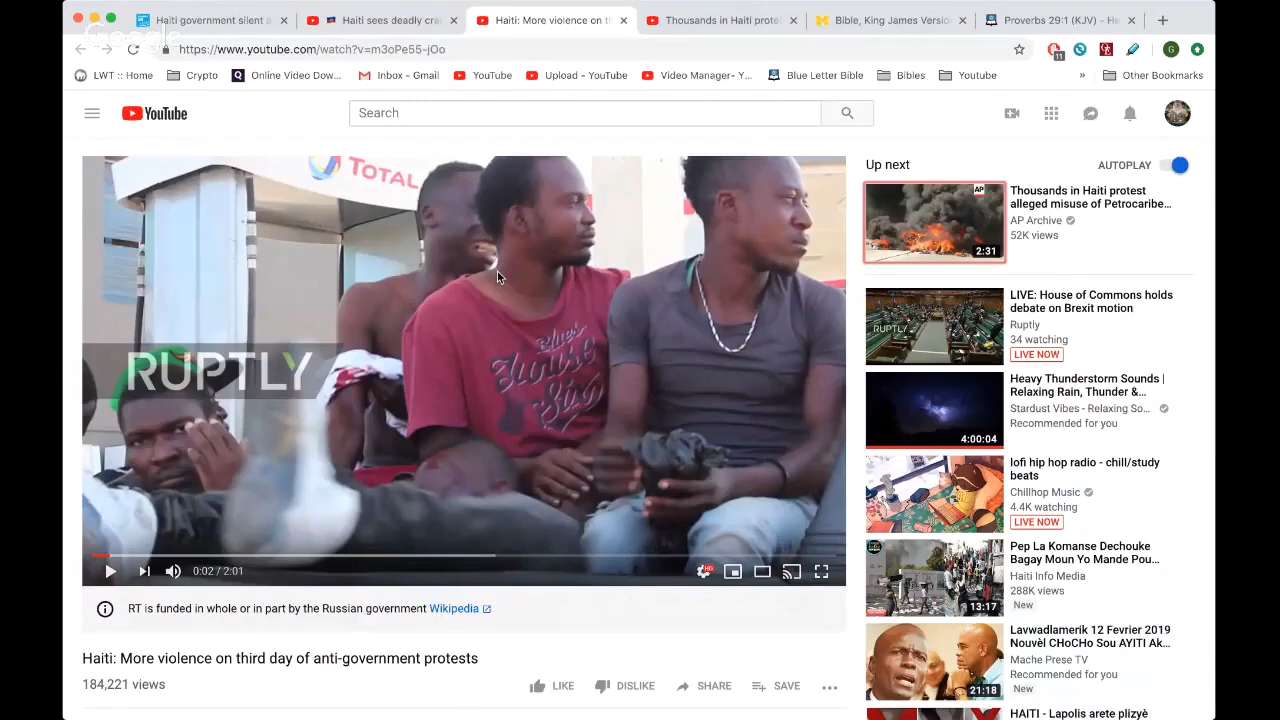 Haiti government silent a
Haiti sees deadly cra
Haiti: More violence on th
Thousands in Haiti prote
Bible, King James Versio
Proverbs 29:1 (KJV) - He
Google
https://www.youtube.com/watch?v=m3oPe55-jOo
11
G
LWT :: Home
Crypto
Online Video Dow...
Inbox - Gmail
YouTube
Upload - YouTube
Video Manager- Y...
Blue Letter Bible
Bibles
Youtube
»
Other Bookmarks
YouTube
Search
TOTAL
Blues
House
RUPTLY
0:02 / 2:01
HD
RT is funded in whole or in part by the Russian government Wikipedia
Haiti: More violence on third day of anti-government protests
184,221 views
LIKE
DISLIKE
SHARE
SAVE
Up next
AUTOPLAY
AP
2:31
Thousands in Haiti protest
alleged misuse of Petrocaribe...
AP Archive
52K views
RUPTLY
LIVE: House of Commons holds
debate on Brexit motion
Ruptly
34 watching
LIVE NOW
4:00:04
Heavy Thunderstorm Sounds |
Relaxing Rain, Thunder &...
Stardust Vibes - Relaxing So...
Recommended for you
lofi hip hop radio - chill/study
beats
Chillhop Music
4.4K watching
LIVE NOW
13:17
Pep La Komanse Dechouke
Bagay Moun Yo Mande Pou...
Haiti Info Media
288K views
New
21:18
Lavwadlamerik 12 Fevrier 2019
Nouvèl CHoCHo Sou AYITI Ak...
Mache Prese TV
Recommended for you
New
HAITI - Lapolis arete plizyè